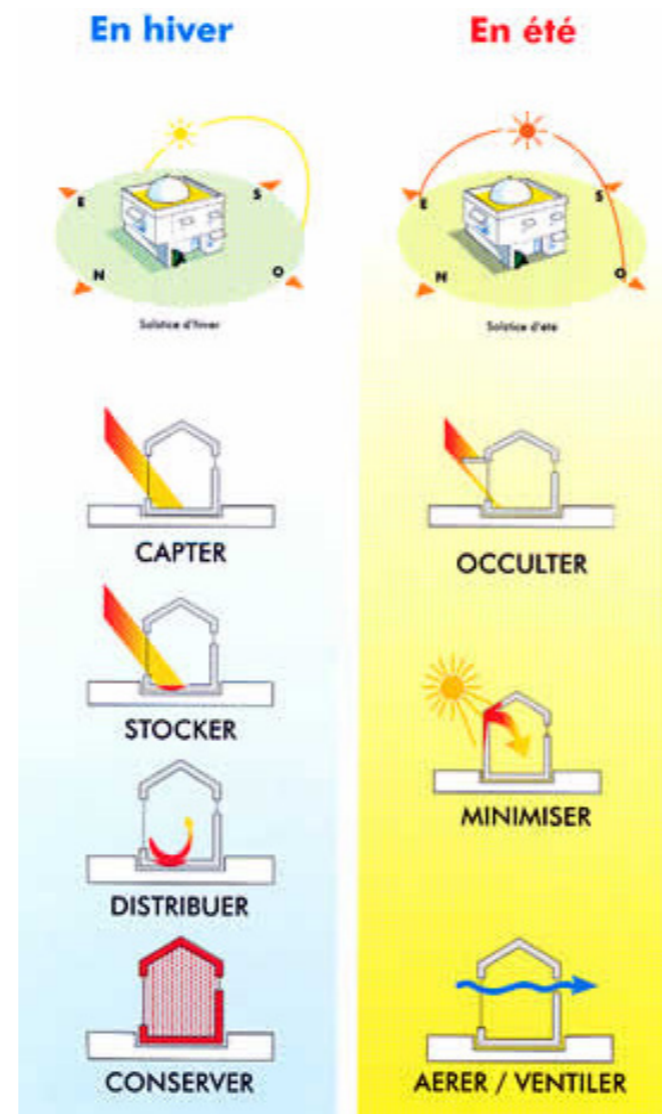 En hiver
En été
E
S
N
O
Solstice d'hiver
E
S
N
O
Solstice d'été
CAPTER
STOCKER
DISTRIBUER
CONSERVER
OCCULTER
MINIMISER
AERER / VENTILER